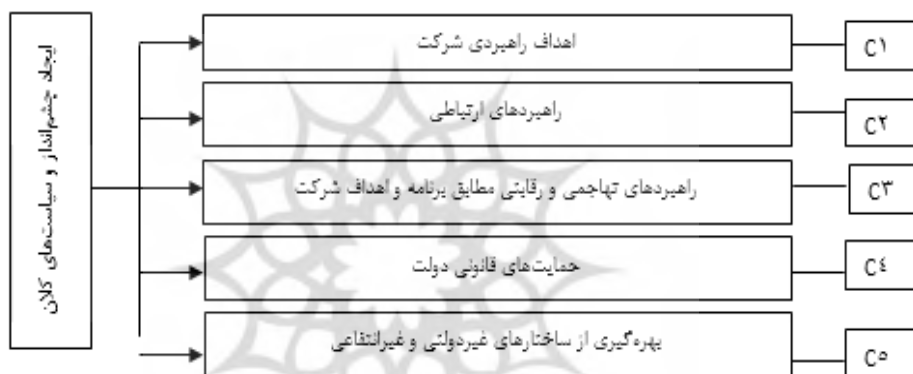 ایجاد چشم‌انداز و سیاست‌های کلان
اهداف راهبردی شرکت
C۱
راهبردهای ارتباطی
C۲
راهبردهای تهاجمی و رقابتی مطابق برنامه و اهداف شرکت
C۳
حمایت‌های قانونی دولت
C٤
بهره‌گیری از ساختارهای غیردولتی و غیرانتفاعی
C۵